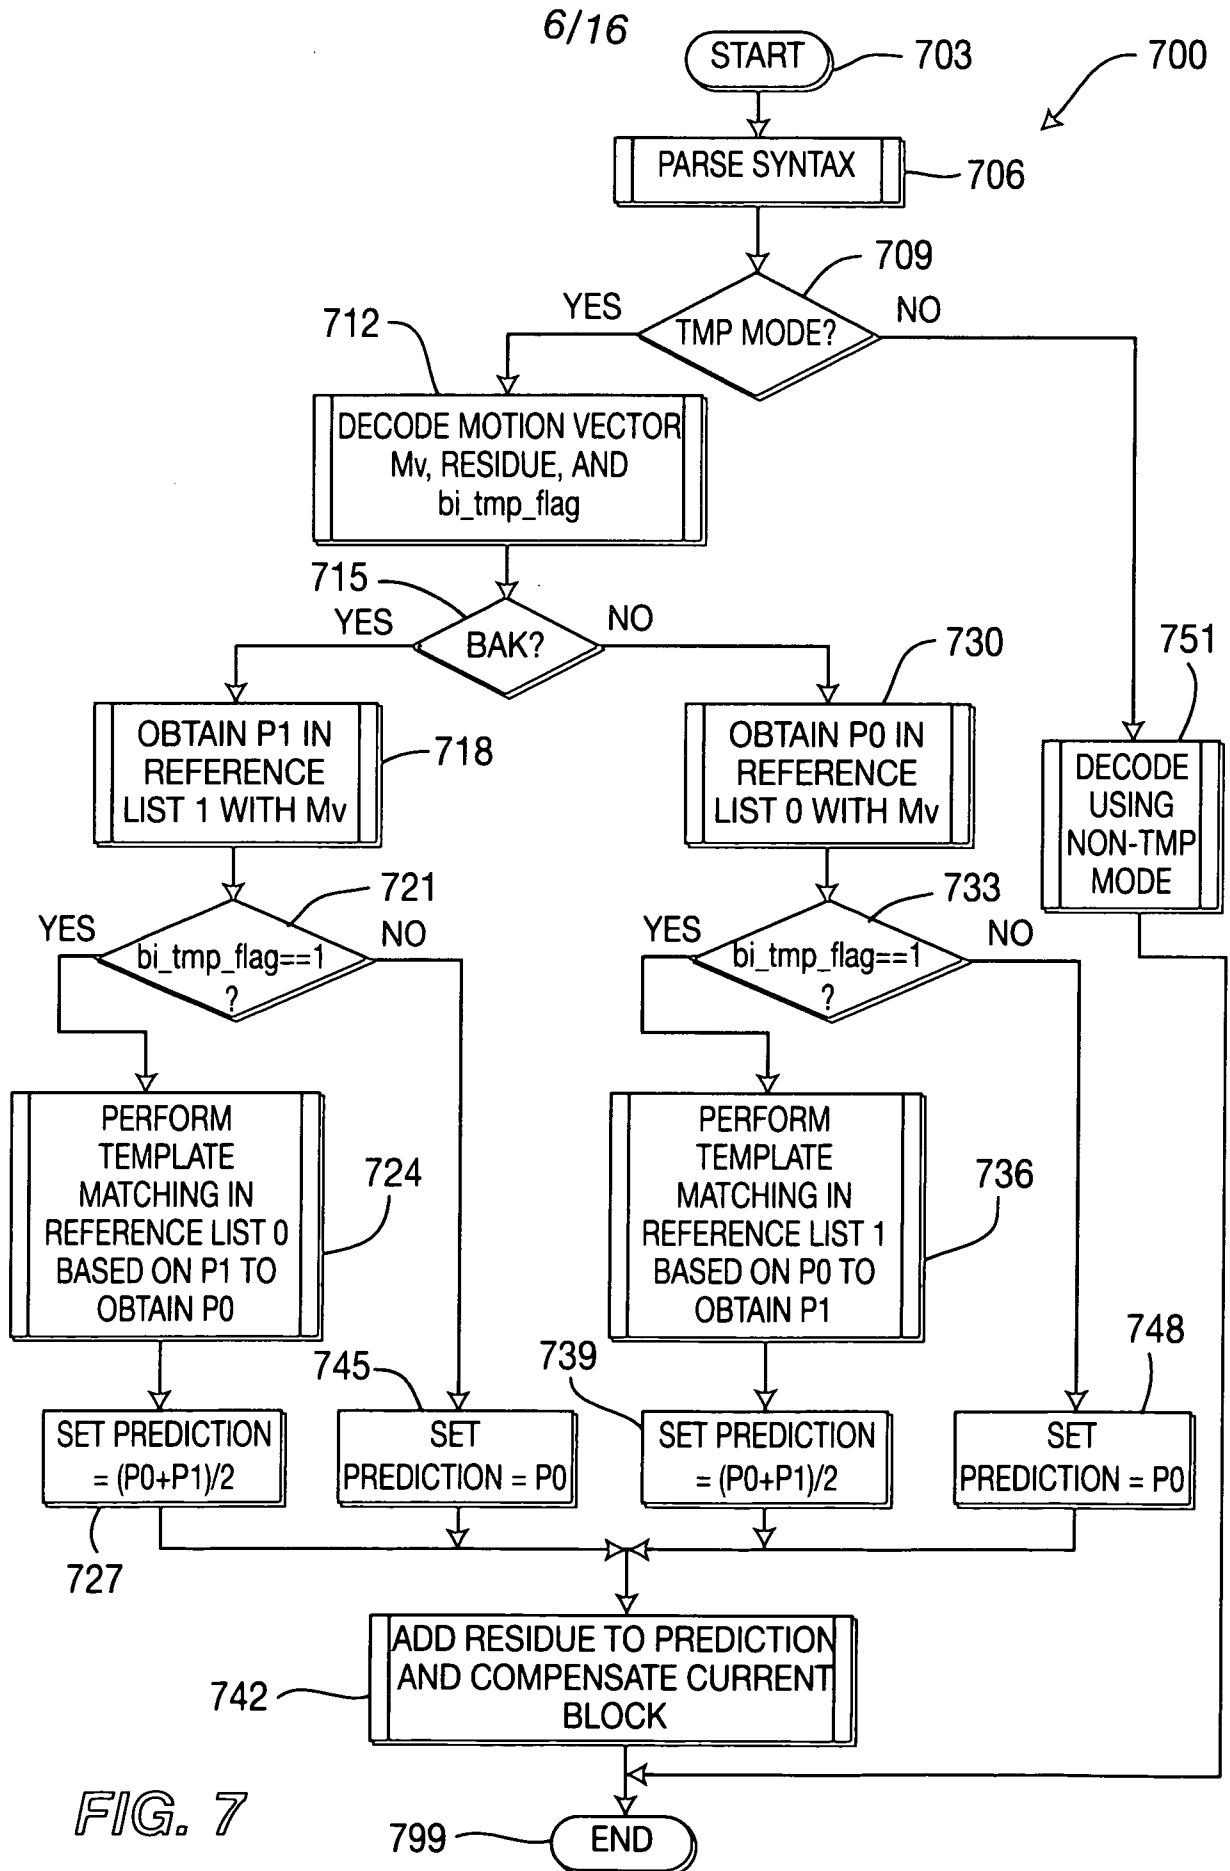 6/16
START
703
700
PARSE SYNTAX
706
709
YES
TMP MODE?
NO
712
DECODE MOTION VECTOR
Mv, RESIDUE, AND
bi_tmp_flag
715
YES
BAK?
NO
730
751
OBTAIN P1 IN
REFERENCE
LIST 1 WITH Mv
718
OBTAIN P0 IN
REFERENCE
LIST 0 WITH Mv
DECODE
USING
NON-TMP
MODE
721
YES
bi_tmp_flag==1
?
NO
733
YES
bi_tmp_flag==1
?
NO
PERFORM
TEMPLATE
MATCHING IN
REFERENCE LIST 0
BASED ON P1 TO
OBTAIN P0
724
PERFORM
TEMPLATE
MATCHING IN
REFERENCE LIST 1
BASED ON P0 TO
OBTAIN P1
736
745
739
748
SET PREDICTION
= (P0+P1)/2
SET
PREDICTION = P0
SET PREDICTION
= (P0+P1)/2
SET
PREDICTION = P0
727
ADD RESIDUE TO PREDICTION
AND COMPENSATE CURRENT
BLOCK
742
FIG. 7
799
END